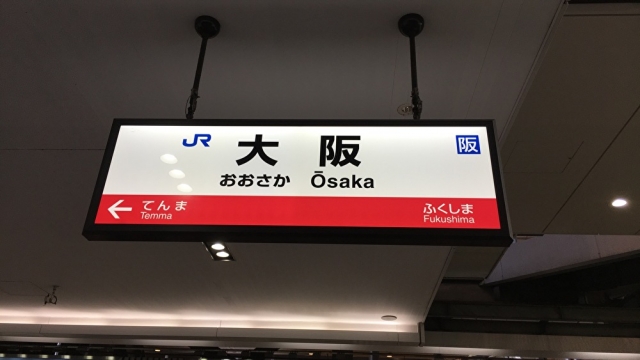 JR 大阪 阪
おおさか Ōsaka
← てんま ふくしま
Temma Fukushima